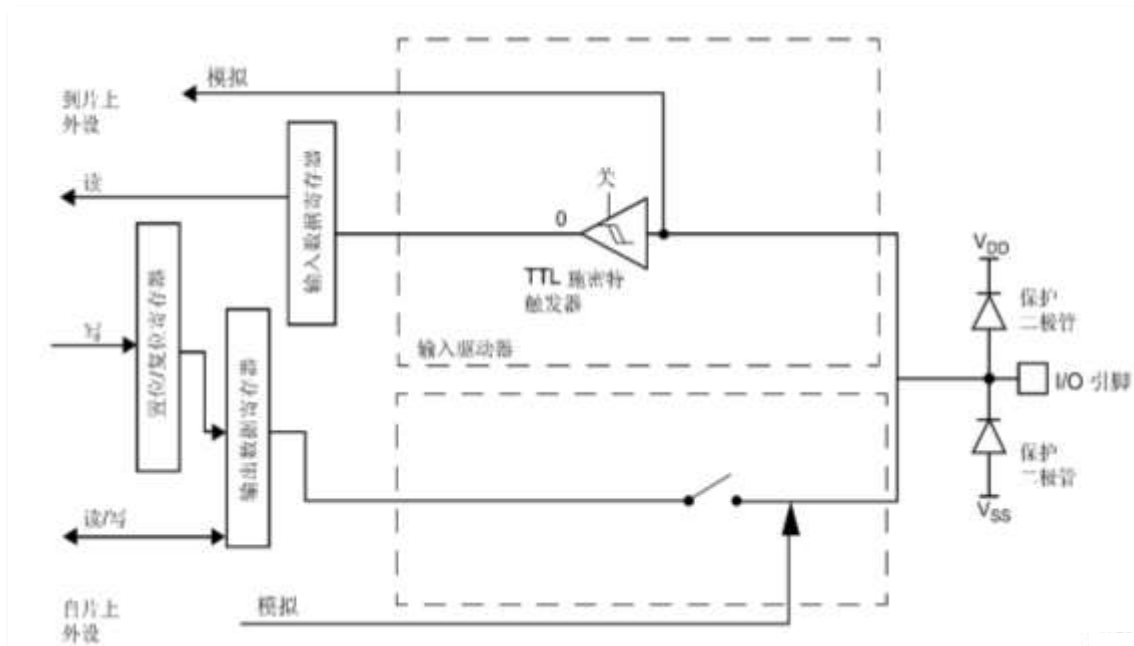 模拟
到片上
外设
读
输入数据寄存器
关
0
TTL 施密特
触发器
输入驱动器
写
置位/复位寄存器
输出数据寄存器
读/写
自片上
外设
模拟
VDD
保护
二极管
I/O 引脚
保护
二极管
VSS